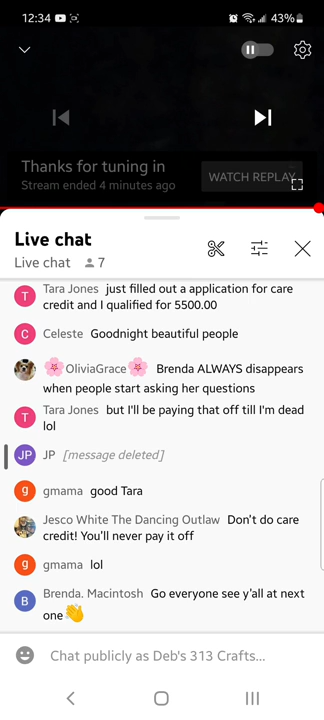 12:34
43%
Thanks for tuning in
Stream ended 4 minutes ago
WATCH REPLAY
Live chat
Live chat 7
T Tara Jones just filled out a application for care
credit and I qualified for 5500.00
C Celeste Goodnight beautiful people
🌸OliviaGrace🌸 Brenda ALWAYS disappears
when people start asking her questions
T Tara Jones but I'll be paying that off till I'm dead
lol
JP JP [message deleted]
g gmama good Tara
Jesco White The Dancing Outlaw Don't do care
credit! You'll never pay it off
g gmama lol
B Brenda. Macintosh Go everyone see y'all at next
one👋
Chat publicly as Deb's 313 Crafts...